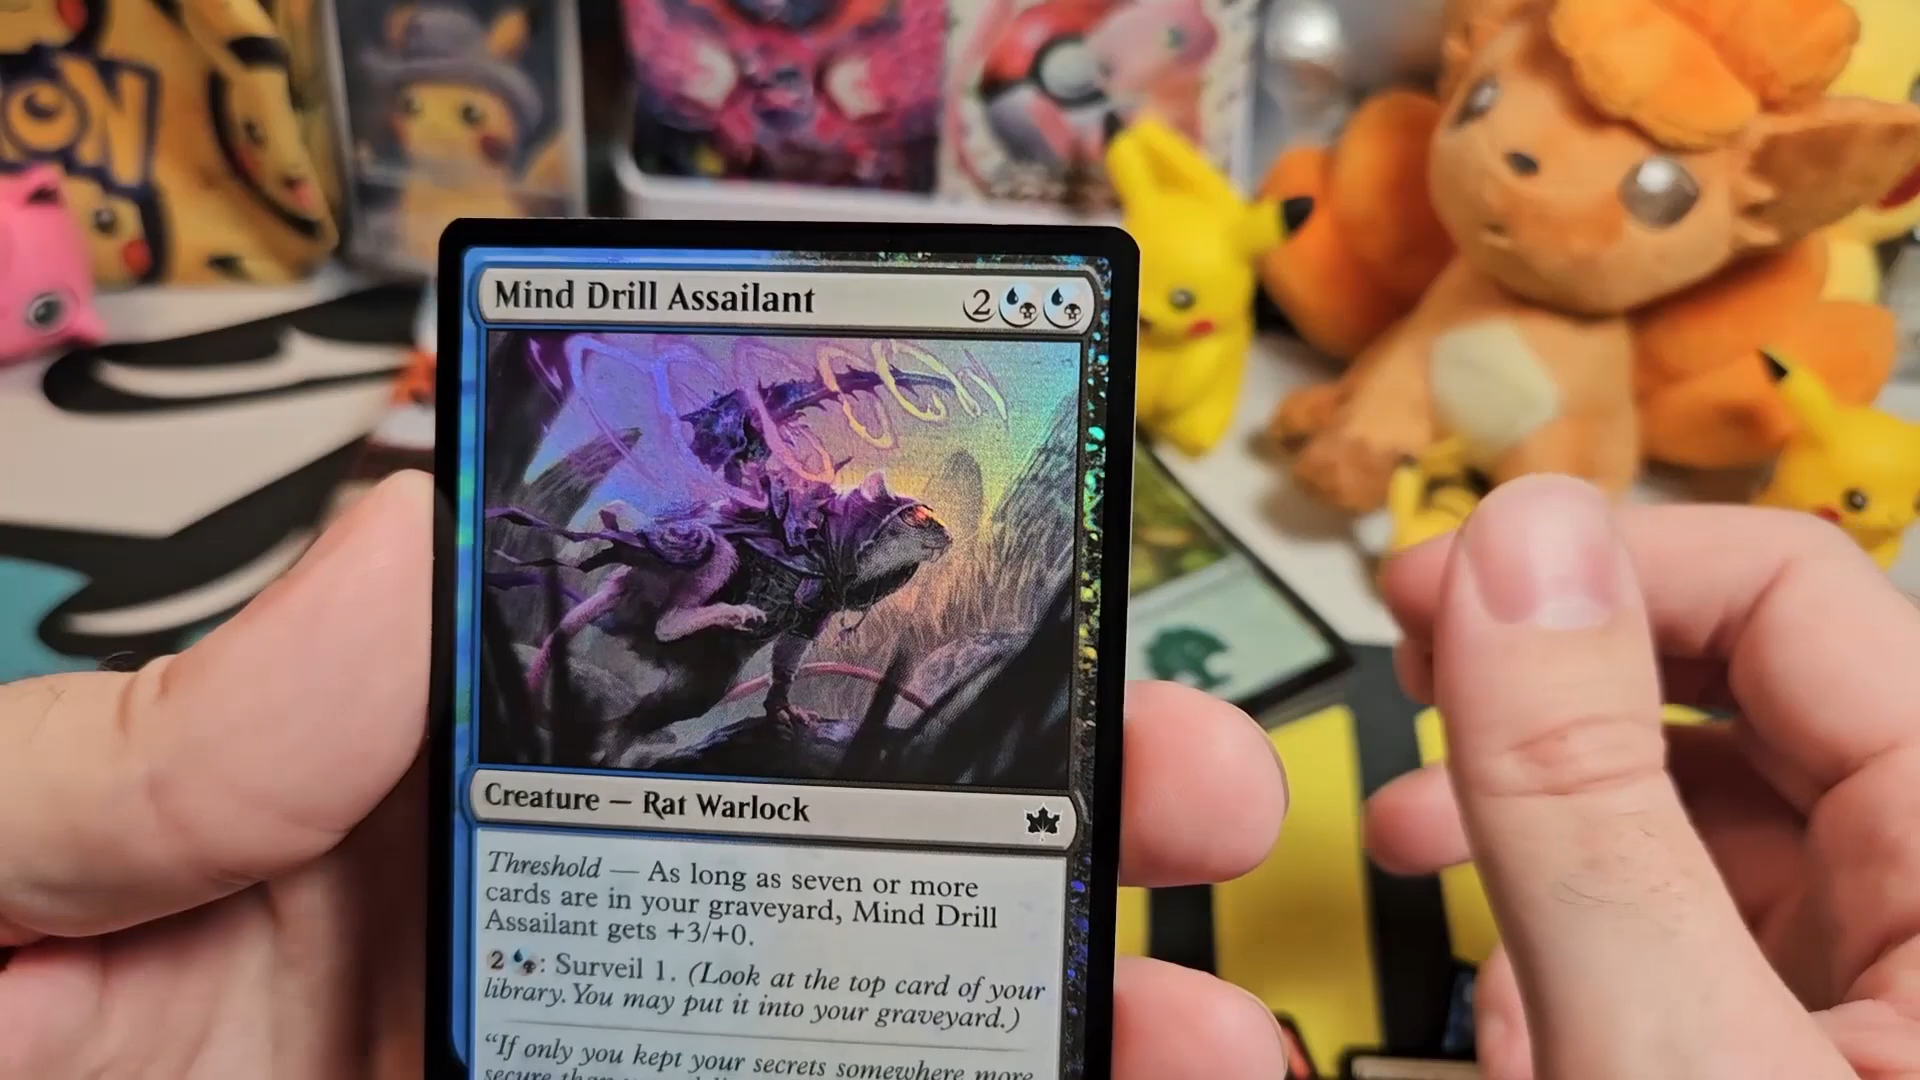 Mind Drill Assailant 2
Creature — Rat Warlock
Threshold — As long as seven or more
cards are in your graveyard, Mind Drill
Assailant gets +3/+0.
2 : Surveil 1. (Look at the top card of your
library. You may put it into your graveyard.)
“If only you kept your secrets somewhere more
secure than